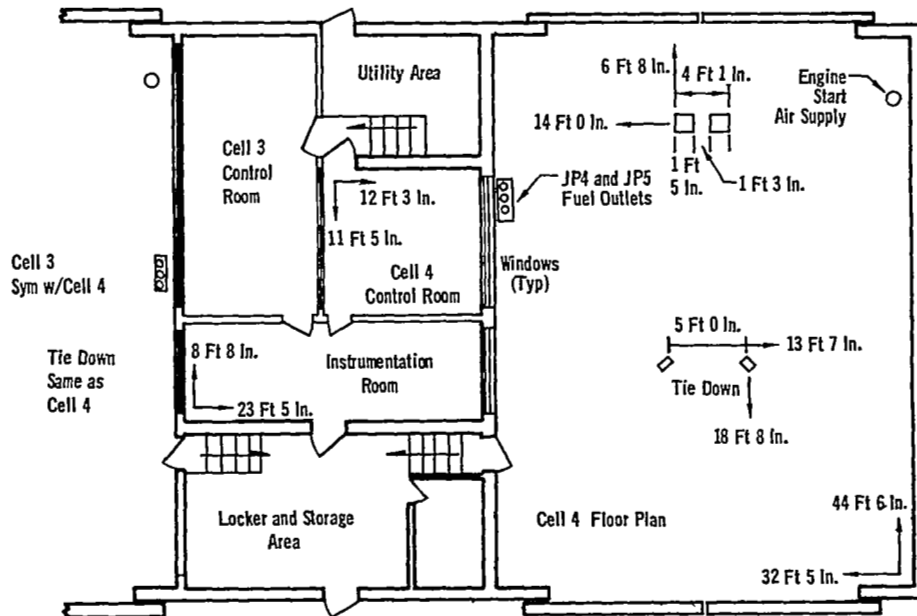 Utility Area
6 Ft 8 In.
4 Ft 1 In.
Engine
Start
Air Supply
14 Ft 0 In.
1 Ft
5 In.
1 Ft 3 In.
Cell 3
Control
Room
12 Ft 3 In.
11 Ft 5 In.
JP4 and JP5
Fuel Outlets
Cell 3
Sym w/Cell 4
Cell 4
Control Room
Windows
(Typ)
5 Ft 0 In.
13 Ft 7 In.
Tie Down
18 Ft 8 In.
Tie Down
Same as
Cell 4
8 Ft 8 In.
Instrumentation
Room
23 Ft 5 In.
Locker and Storage
Area
Cell 4 Floor Plan
44 Ft 6 In.
32 Ft 5 In.